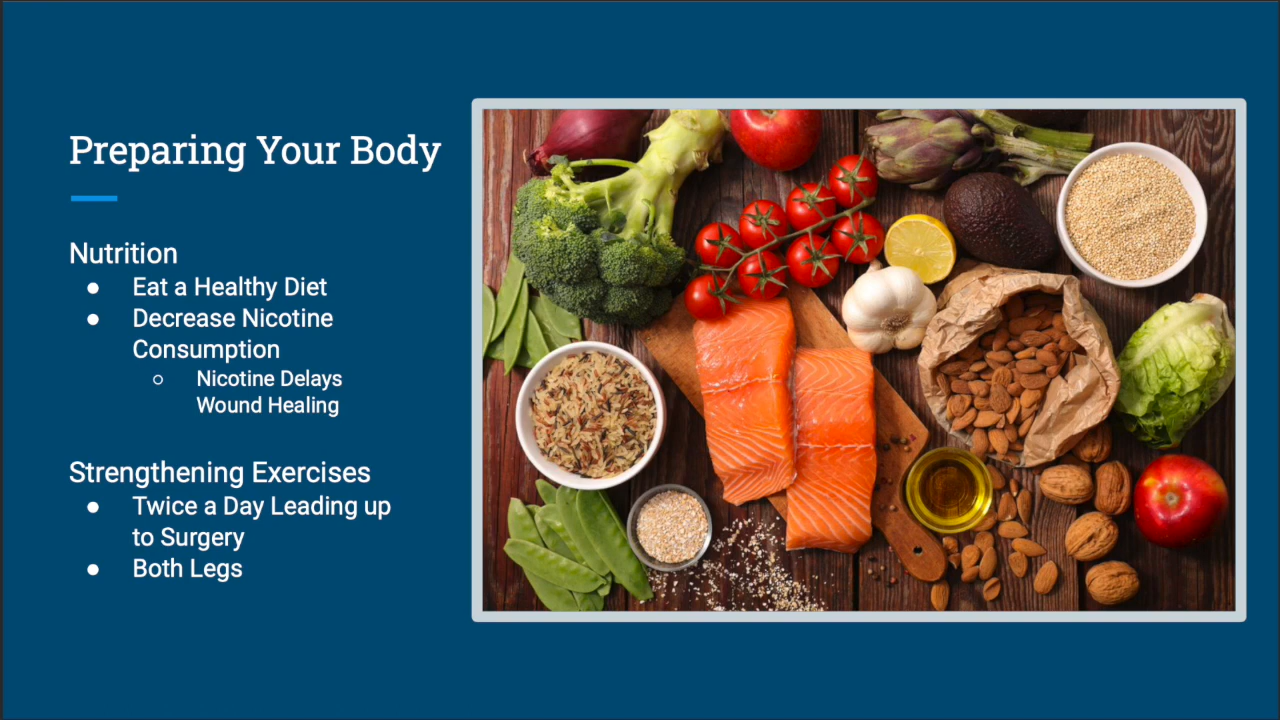 Preparing Your Body
Nutrition
● Eat a Healthy Diet
● Decrease Nicotine
Consumption
○ Nicotine Delays
Wound Healing
Strengthening Exercises
● Twice a Day Leading up
to Surgery
● Both Legs